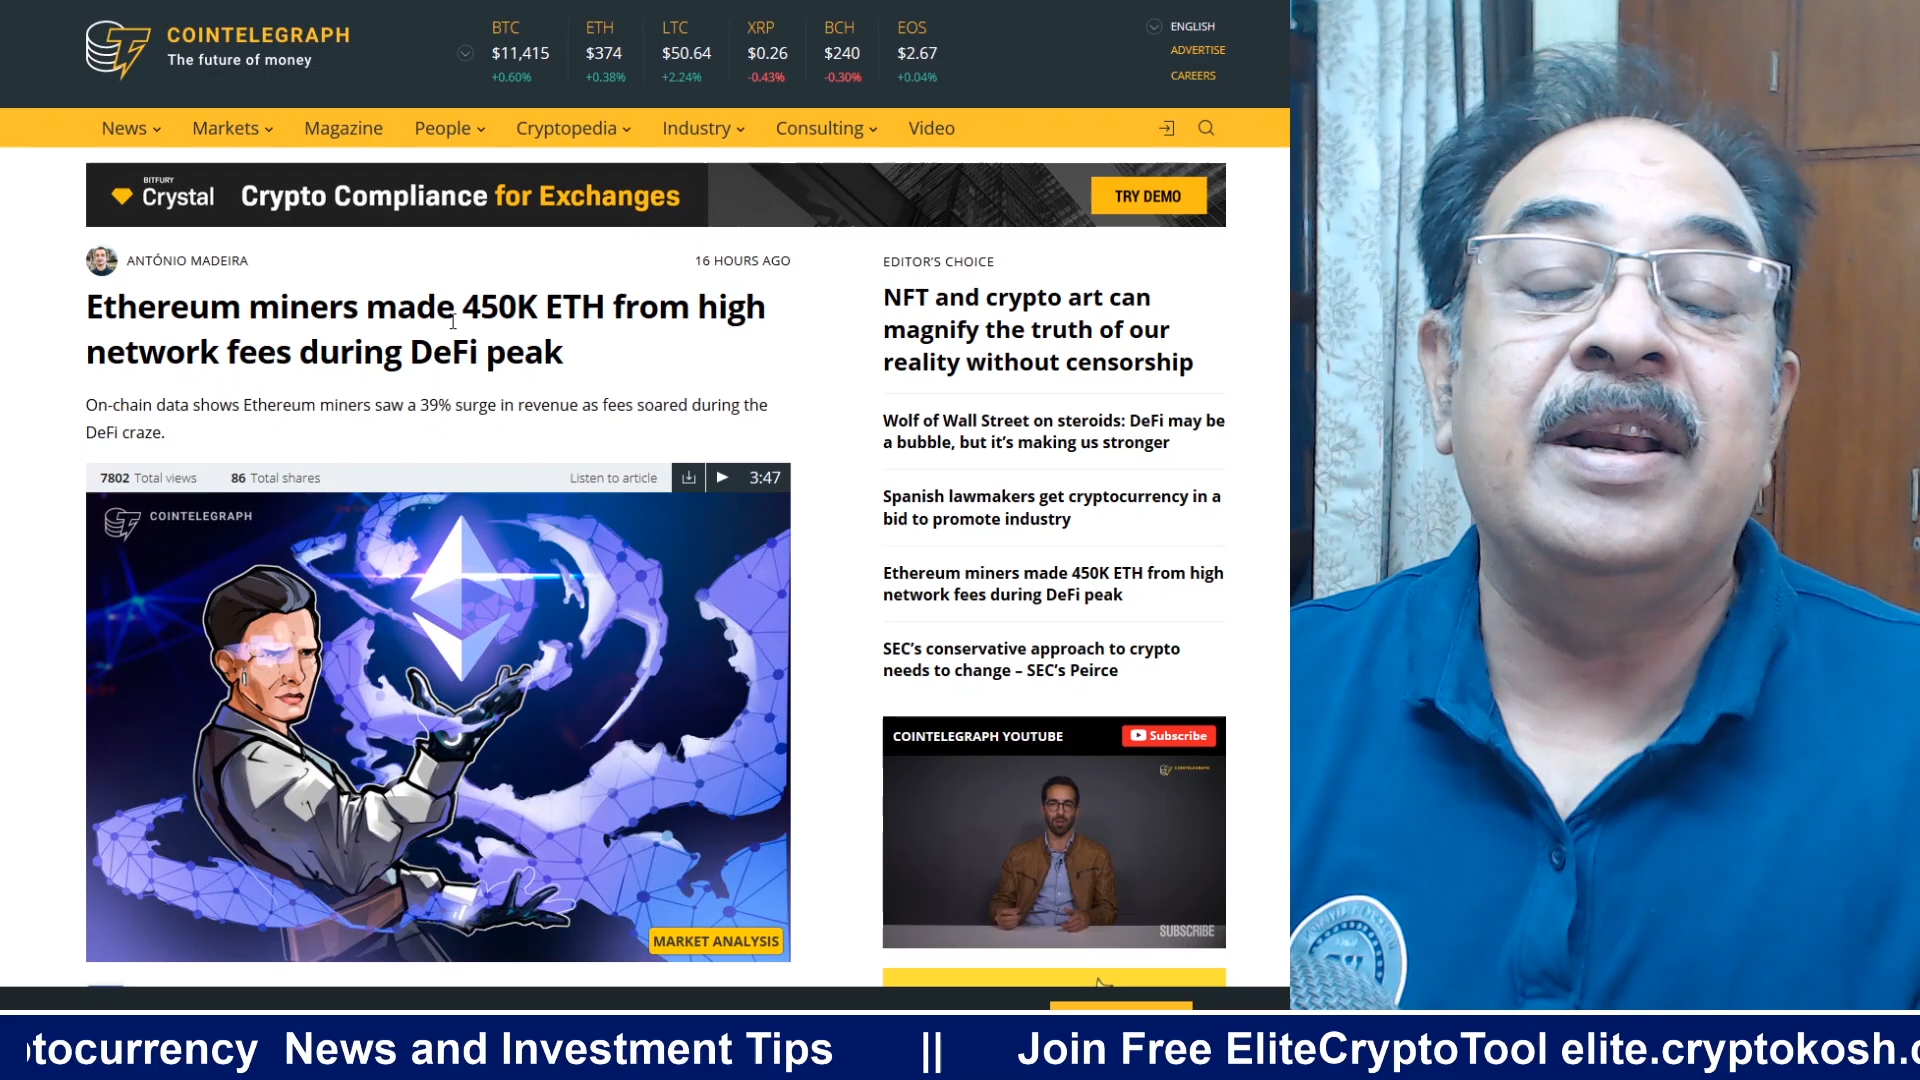 COINTELEGRAPH
The future of money
BTC
$11,415
+0.60%
ETH
$374
+0.38%
LTC
$50.64
+2.24%
XRP
$0.26
-0.43%
BCH
$240
-0.30%
EOS
$2.67
+0.04%
ENGLISH
ADVERTISE
CAREERS
News Markets Magazine People Cryptopedia Industry Consulting Video
BITFURY
Crystal
Crypto Compliance for Exchanges
TRY DEMO
ANTÓNIO MADEIRA
16 HOURS AGO
Ethereum miners made 450K ETH from high
network fees during DeFi peak
On-chain data shows Ethereum miners saw a 39% surge in revenue as fees soared during the
DeFi craze.
7802 Total views 86 Total shares Listen to article 3:47
COINTELEGRAPH
MARKET ANALYSIS
EDITOR'S CHOICE
NFT and crypto art can
magnify the truth of our
reality without censorship
Wolf of Wall Street on steroids: DeFi may be
a bubble, but it's making us stronger
Spanish lawmakers get cryptocurrency in a
bid to promote industry
Ethereum miners made 450K ETH from high
network fees during DeFi peak
SEC's conservative approach to crypto
needs to change – SEC's Peirce
COINTELEGRAPH YOUTUBE
Subscribe
COINTELEGRAPH
SUBSCRIBE
tocurrency News and Investment Tips || Join Free EliteCryptoTool elite.cryptokosh.